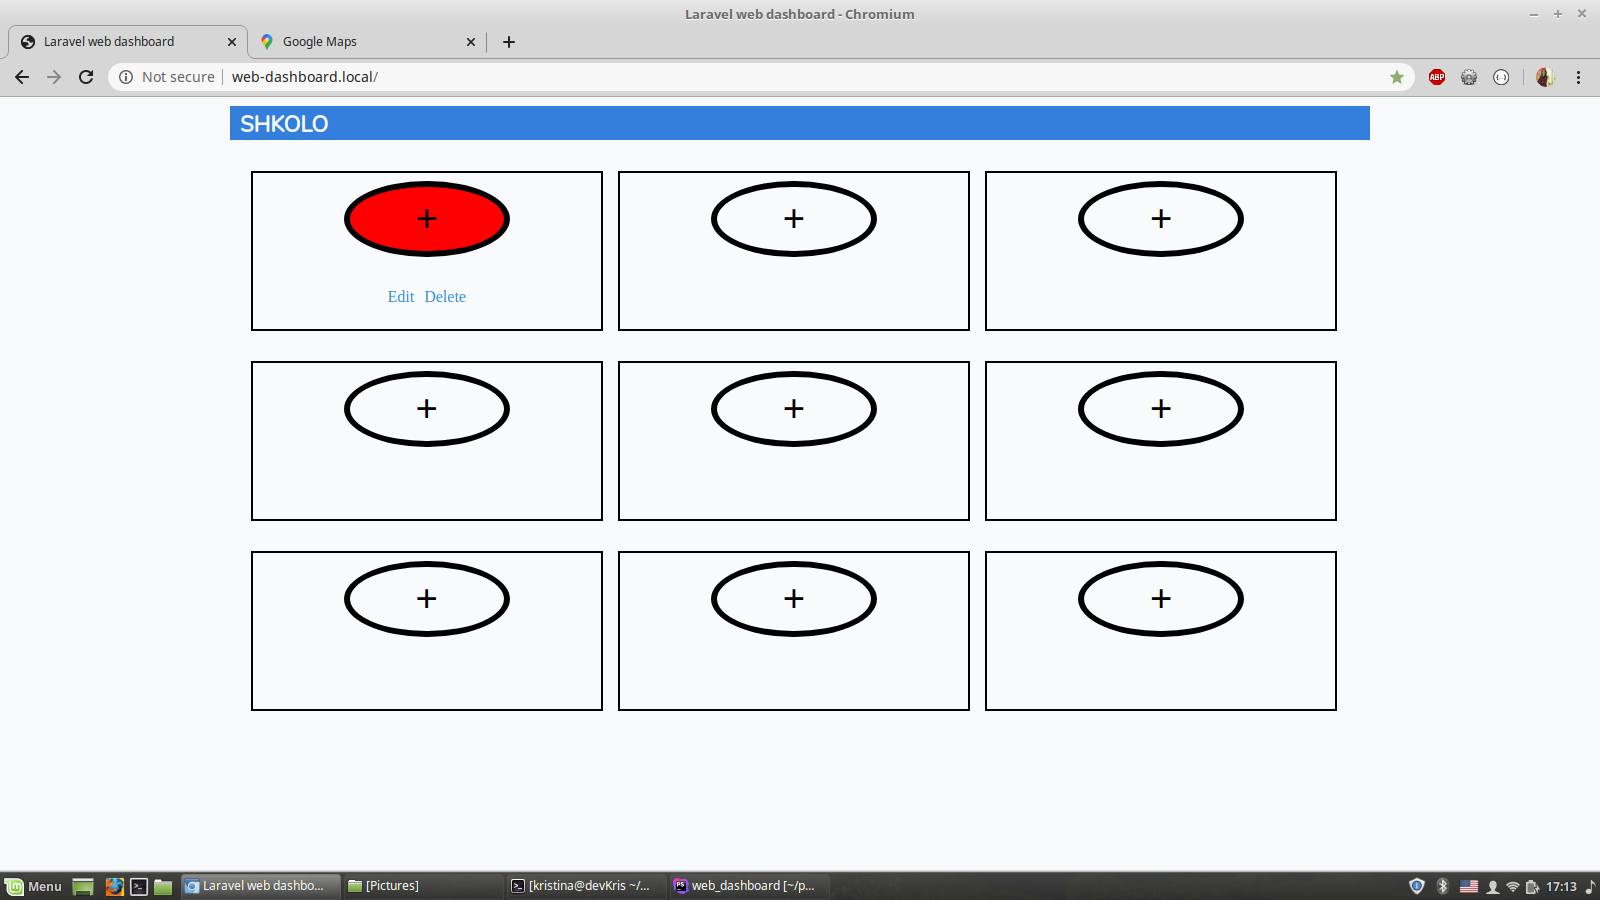 Laravel web dashboard - Chromium
Laravel web dashboard
Google Maps
Not secure
web-dashboard.local/
ABP
SHKOLO
+ + +
Edit Delete
+ + +
+ + +
Menu
Laravel web dashbo...
[Pictures]
[kristina@devKris ~/...
PS
web_dashboard [~/p...
17:13